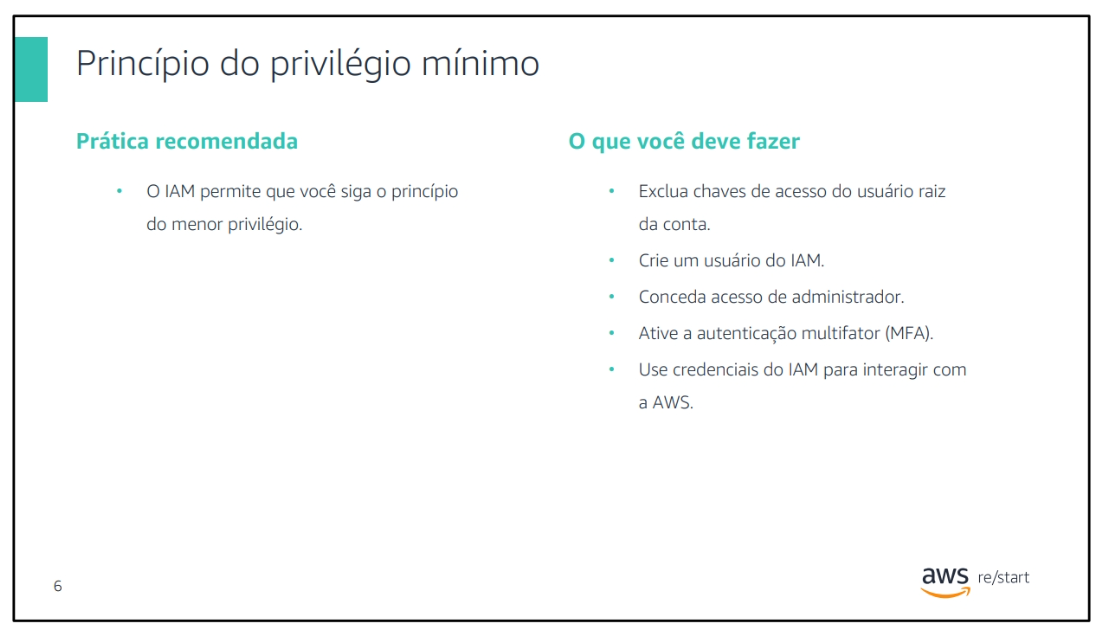 Princípio do privilégio mínimo
Prática recomendada
• O IAM permite que você siga o princípio
do menor privilégio.
O que você deve fazer
• Exclua chaves de acesso do usuário raiz
da conta.
• Crie um usuário do IAM.
• Conceda acesso de administrador.
• Ative a autenticação multifator (MFA).
• Use credenciais do IAM para interagir com
a AWS.
6
aws re/start